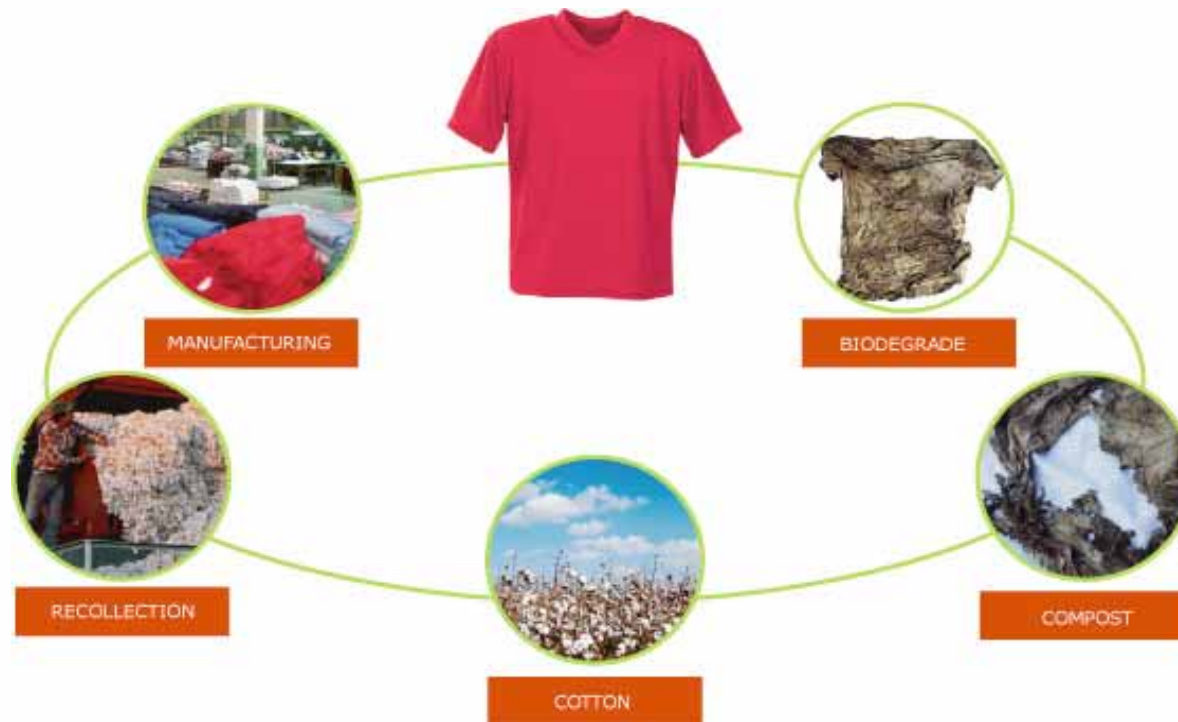 MANUFACTURING
BIODEGRADE
RECOLLECTION
COMPOST
COTTON